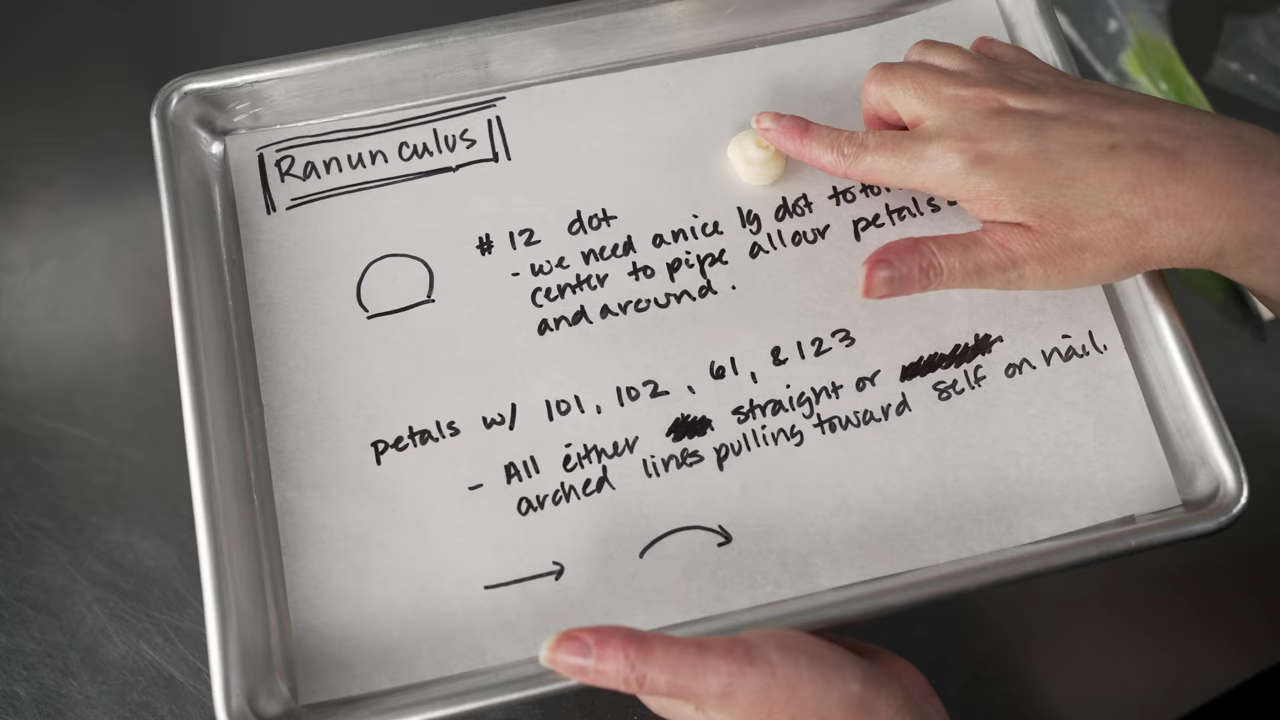 Ranunculus
# 12 dot
- we need a nice lg dot to
center to pipe all our petals
and around.
petals w/ 101, 102, 61, & 123
- All either straight or
arched lines pulling toward self on nail.